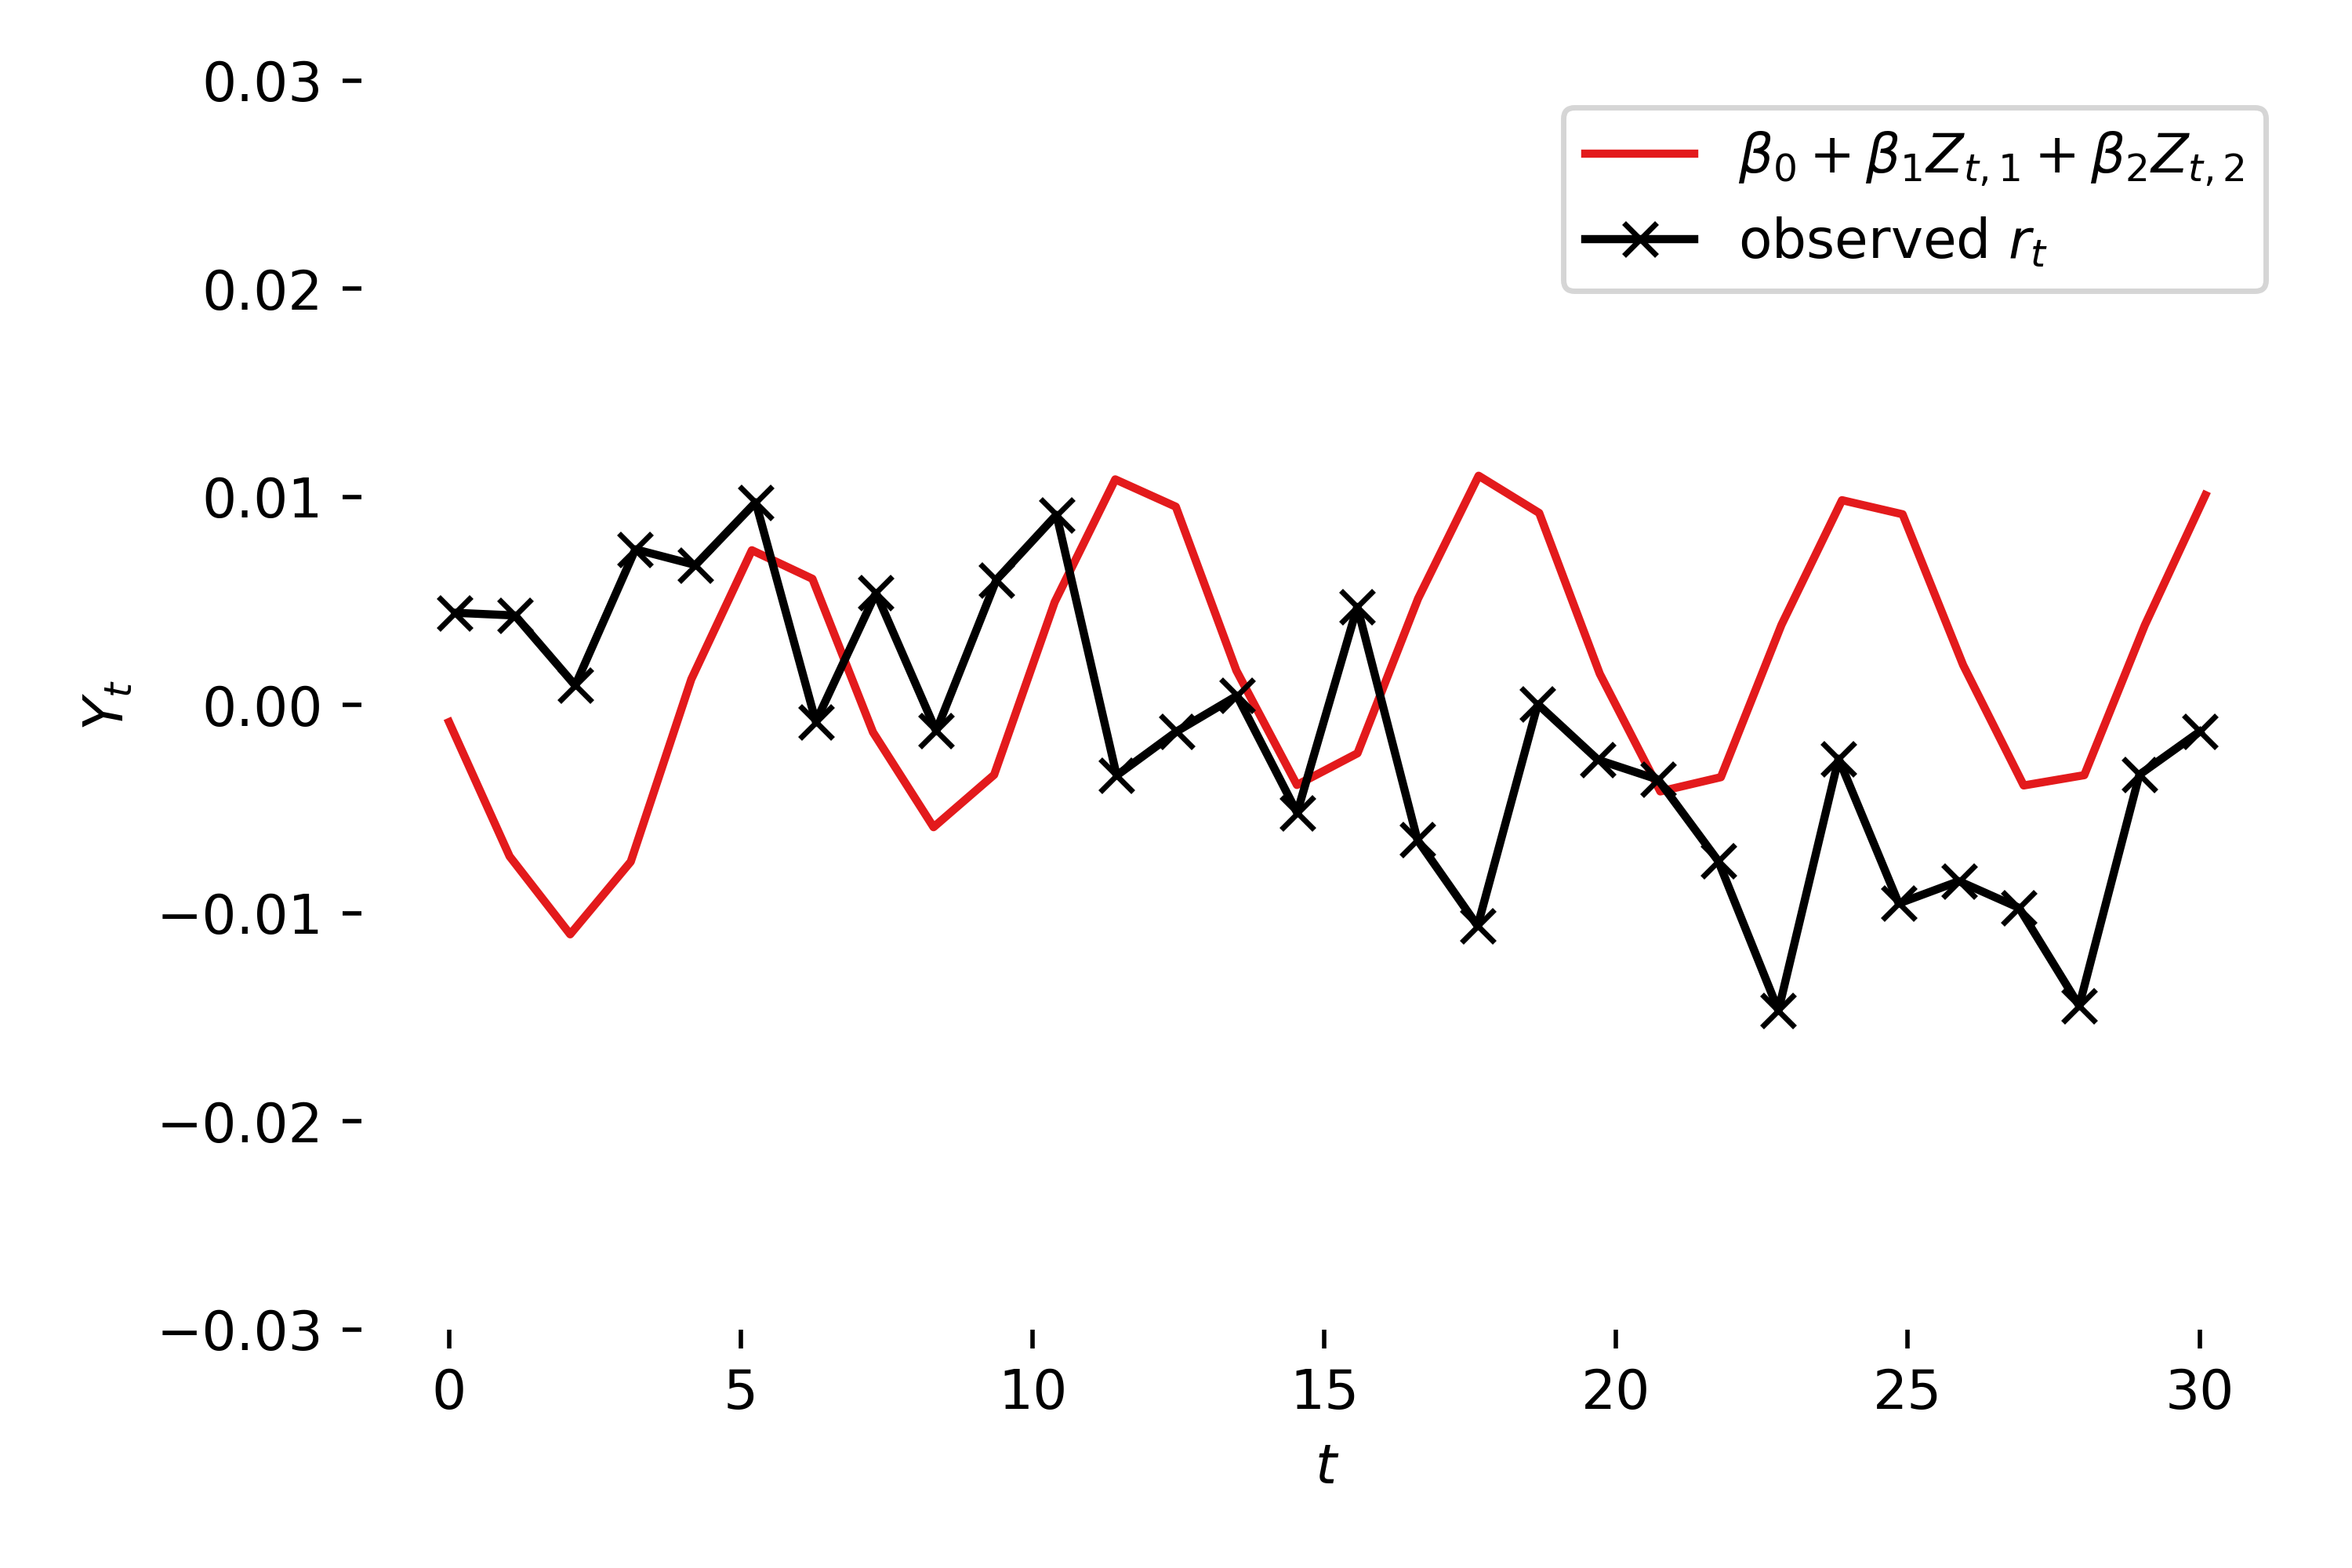 0.03
0.02
0.01
0.00
−0.01
−0.02
−0.03
Y_t
0 5 10 15 20 25 30
t
β₀ + β₁Z_{t, 1} + β₂Z_{t, 2}
observed r_t